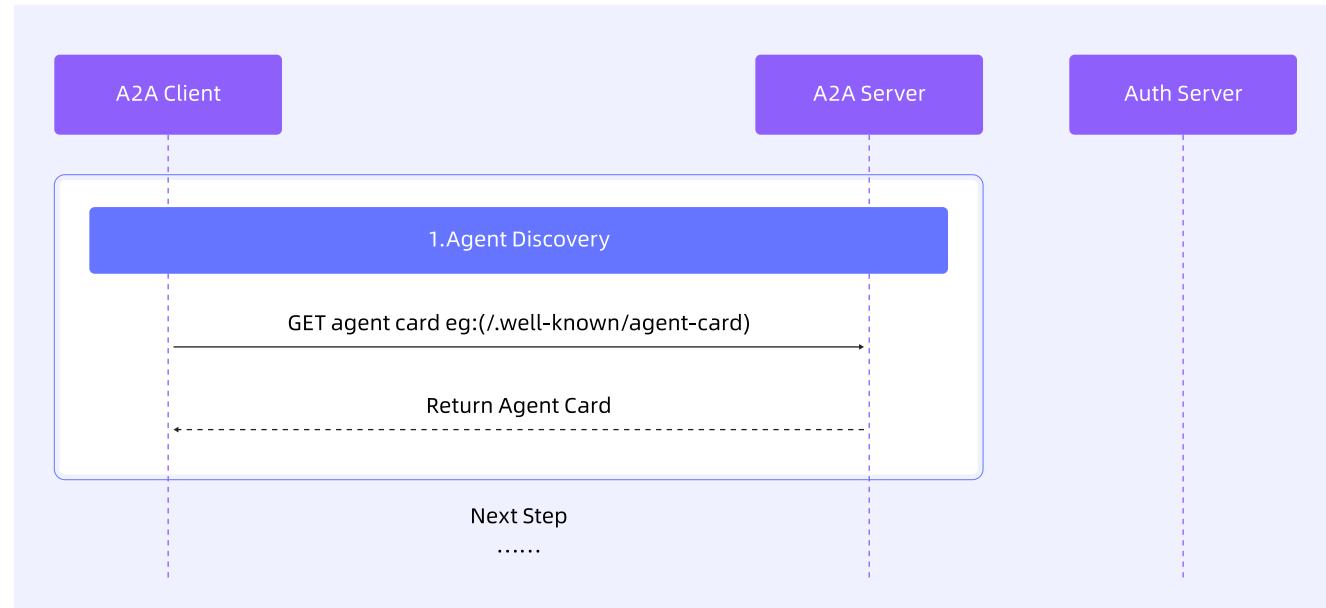 A2A Client
A2A Server
Auth Server
1.Agent Discovery
GET agent card eg:(/.well-known/agent-card)
Return Agent Card
Next Step
......